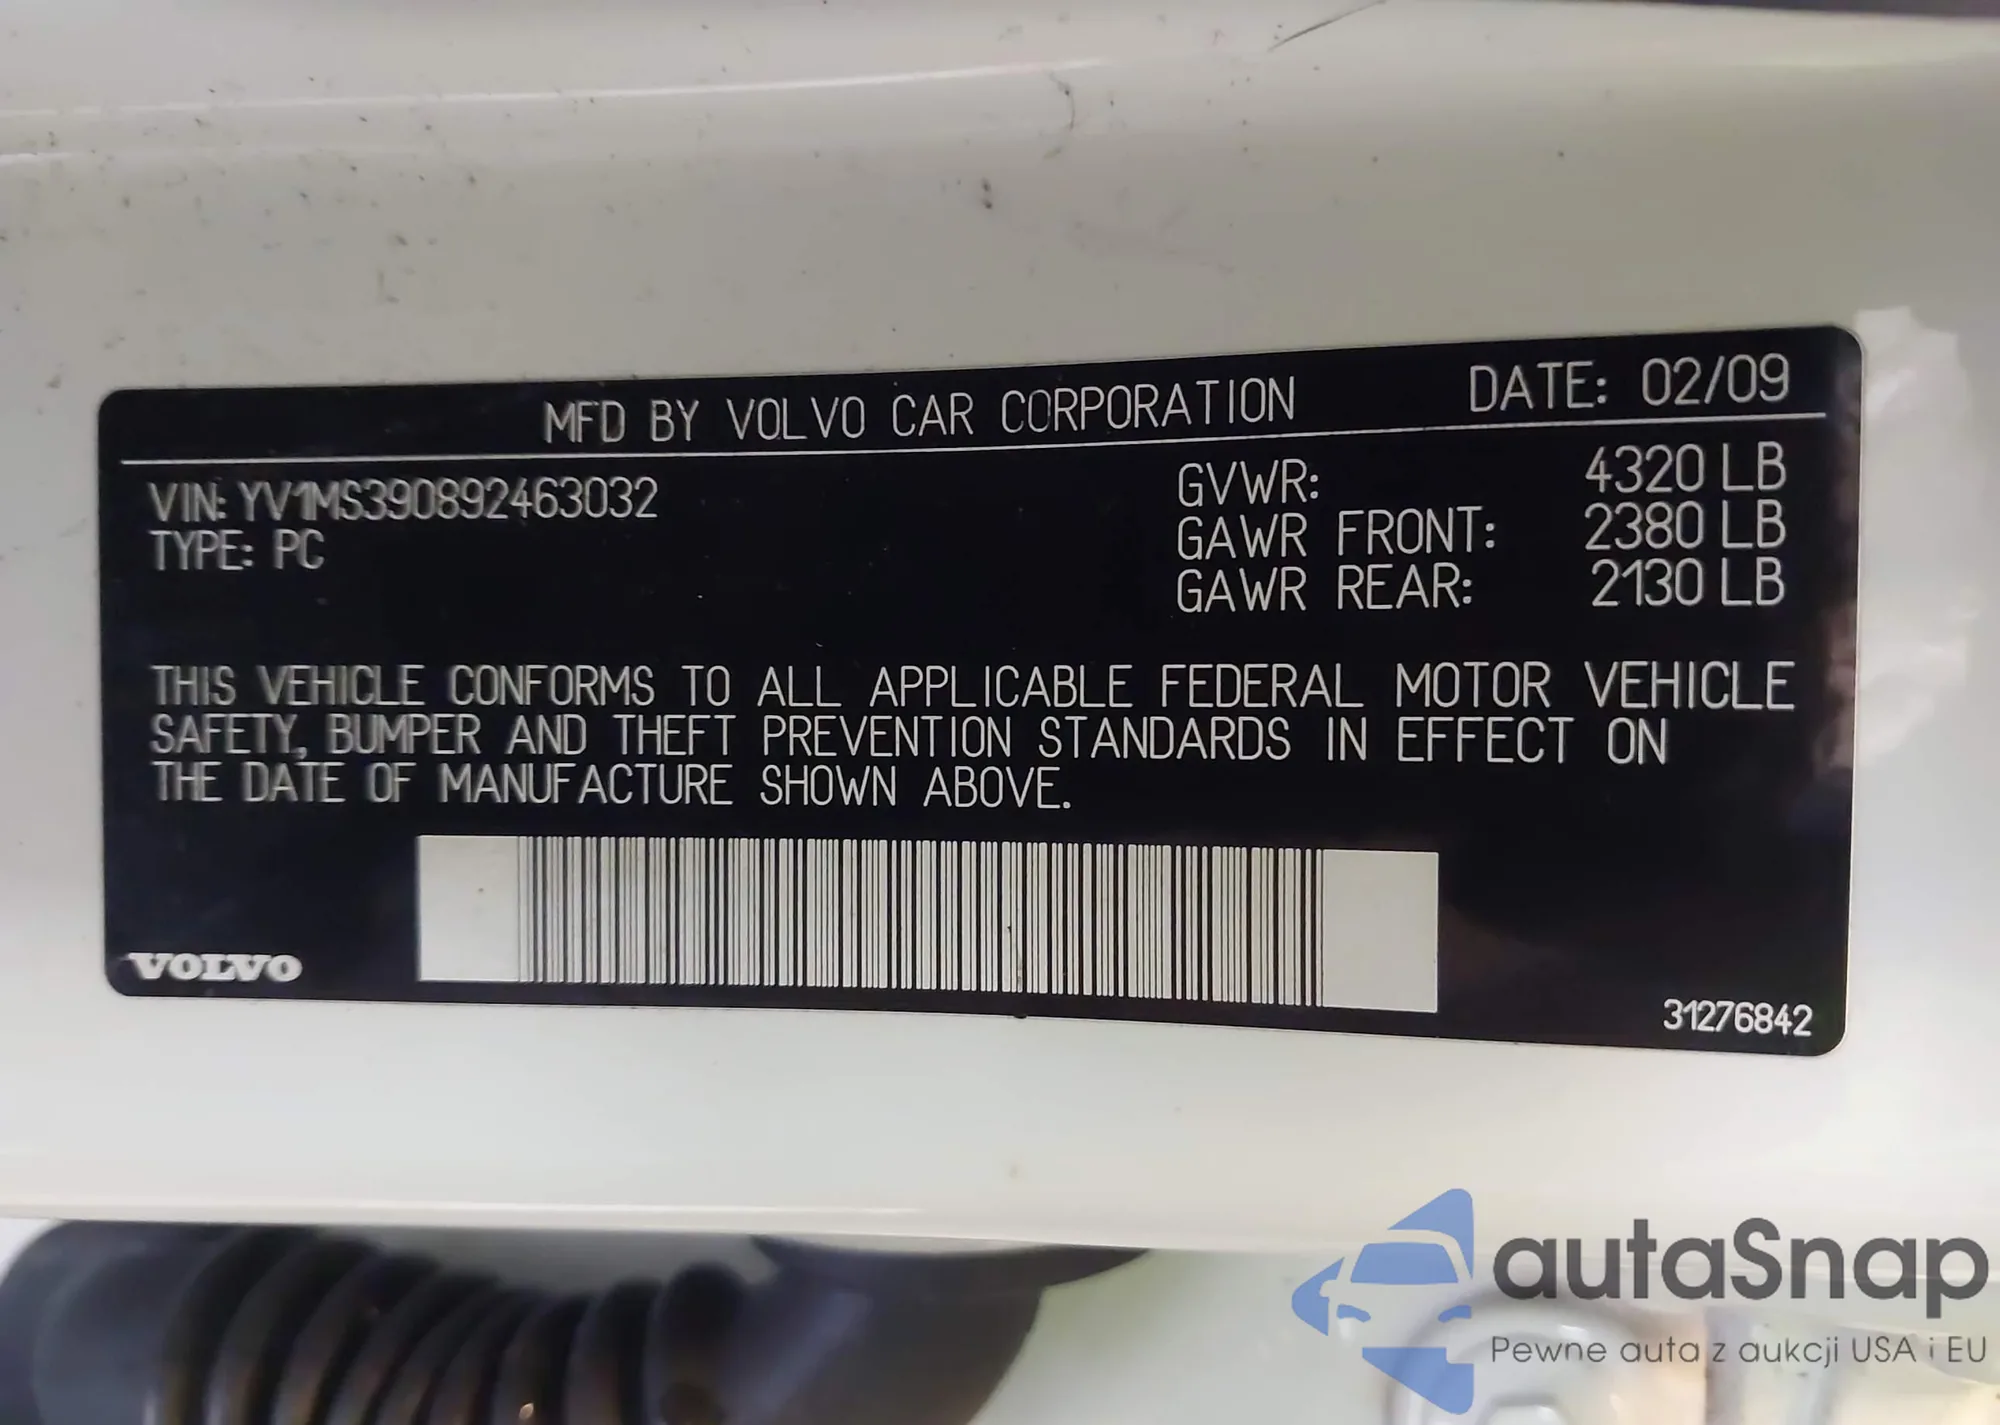 MFD BY VOLVO CAR CORPORATION DATE: 02/09
VIN: YV1MS390892463032
TYPE: PC
GVWR: 4320 LB
GAWR FRONT: 2380 LB
GAWR REAR: 2130 LB
THIS VEHICLE CONFORMS TO ALL APPLICABLE FEDERAL MOTOR VEHICLE
SAFETY, BUMPER AND THEFT PREVENTION STANDARDS IN EFFECT ON
THE DATE OF MANUFACTURE SHOWN ABOVE.
VOLVO
31276842
autaSnap
Pewne auta z aukcji USA i EU